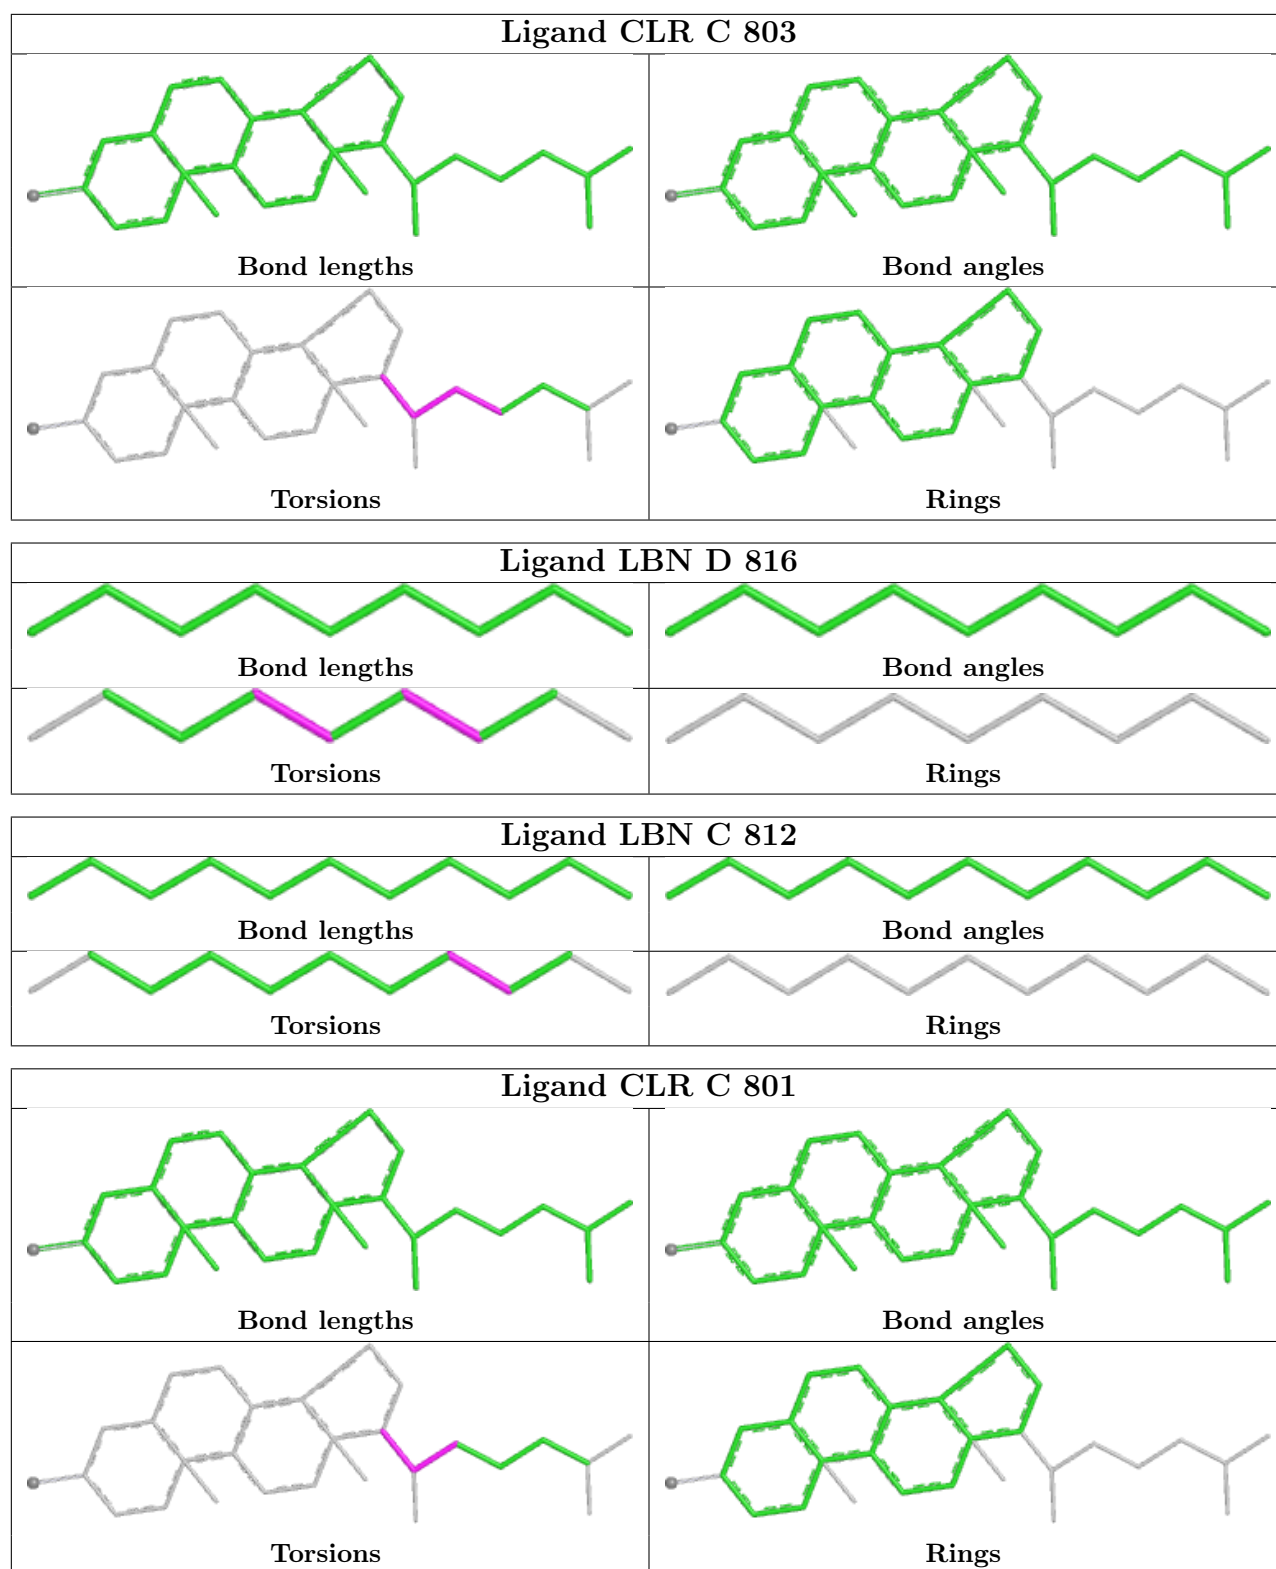 Ligand CLR C 803
Bond lengths
Bond angles
Torsions
Rings
Ligand LBN D 816
Bond lengths
Bond angles
Torsions
Rings
Ligand LBN C 812
Bond lengths
Bond angles
Torsions
Rings
Ligand CLR C 801
Bond lengths
Bond angles
Torsions
Rings